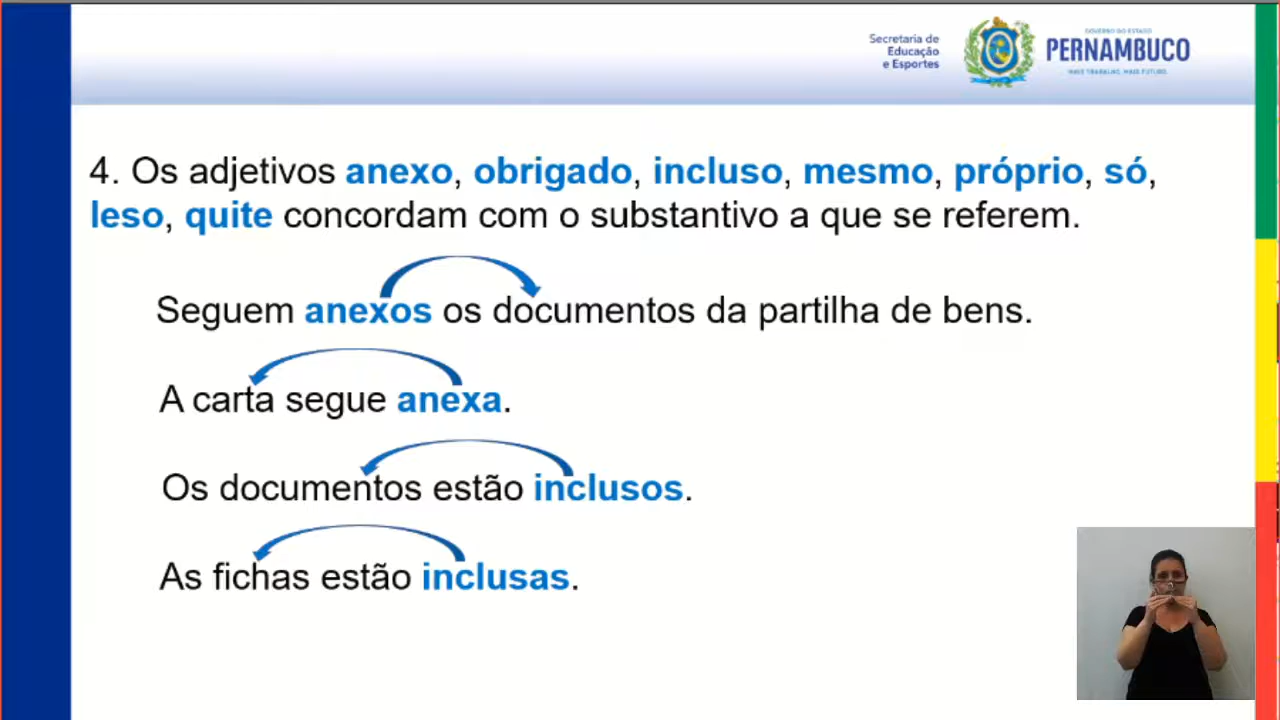 Secretaria de
Educação
e Esportes
GOVERNO DO ESTADO
PERNAMBUCO
MAIS TRABALHO, MAIS FUTURO.
4. Os adjetivos anexo, obrigado, incluso, mesmo, próprio, só,
leso, quite concordam com o substantivo a que se referem.
Seguem anexos os documentos da partilha de bens.
A carta segue anexa.
Os documentos estão inclusos.
As fichas estão inclusas.